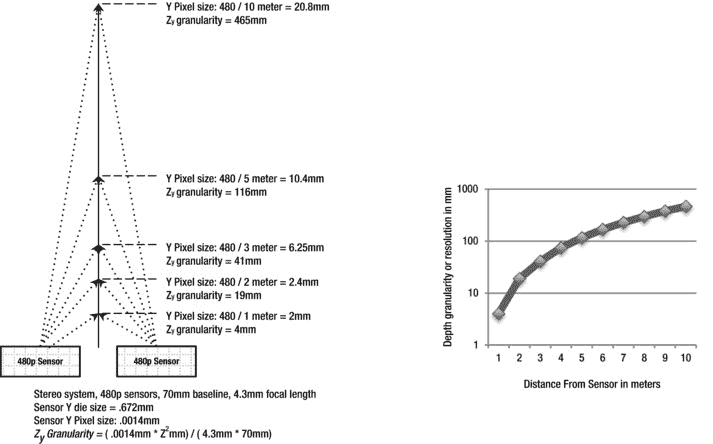 Y Pixel size: 480 / 10 meter = 20.8mm
Zy granularity = 465mm
Y Pixel size: 480 / 5 meter = 10.4mm
Zy granularity = 116mm
Y Pixel size: 480 / 3 meter = 6.25mm
Zy granularity = 41mm
Y Pixel size: 480 / 2 meter = 2.4mm
Zy granularity = 19mm
Y Pixel size: 480 / 1 meter = 2mm
Zy granularity = 4mm
480p Sensor
480p Sensor
Stereo system, 480p sensors, 70mm baseline, 4.3mm focal length
Sensor Y die size = .672mm
Sensor Y Pixel size: .0014mm
Zy Granularity = ( .0014mm * Z²mm) / ( 4.3mm * 70mm)
Depth granularity or resolution in mm
1000
100
10
1
1 2 3 4 5 6 7 8 9 10
Distance From Sensor in meters